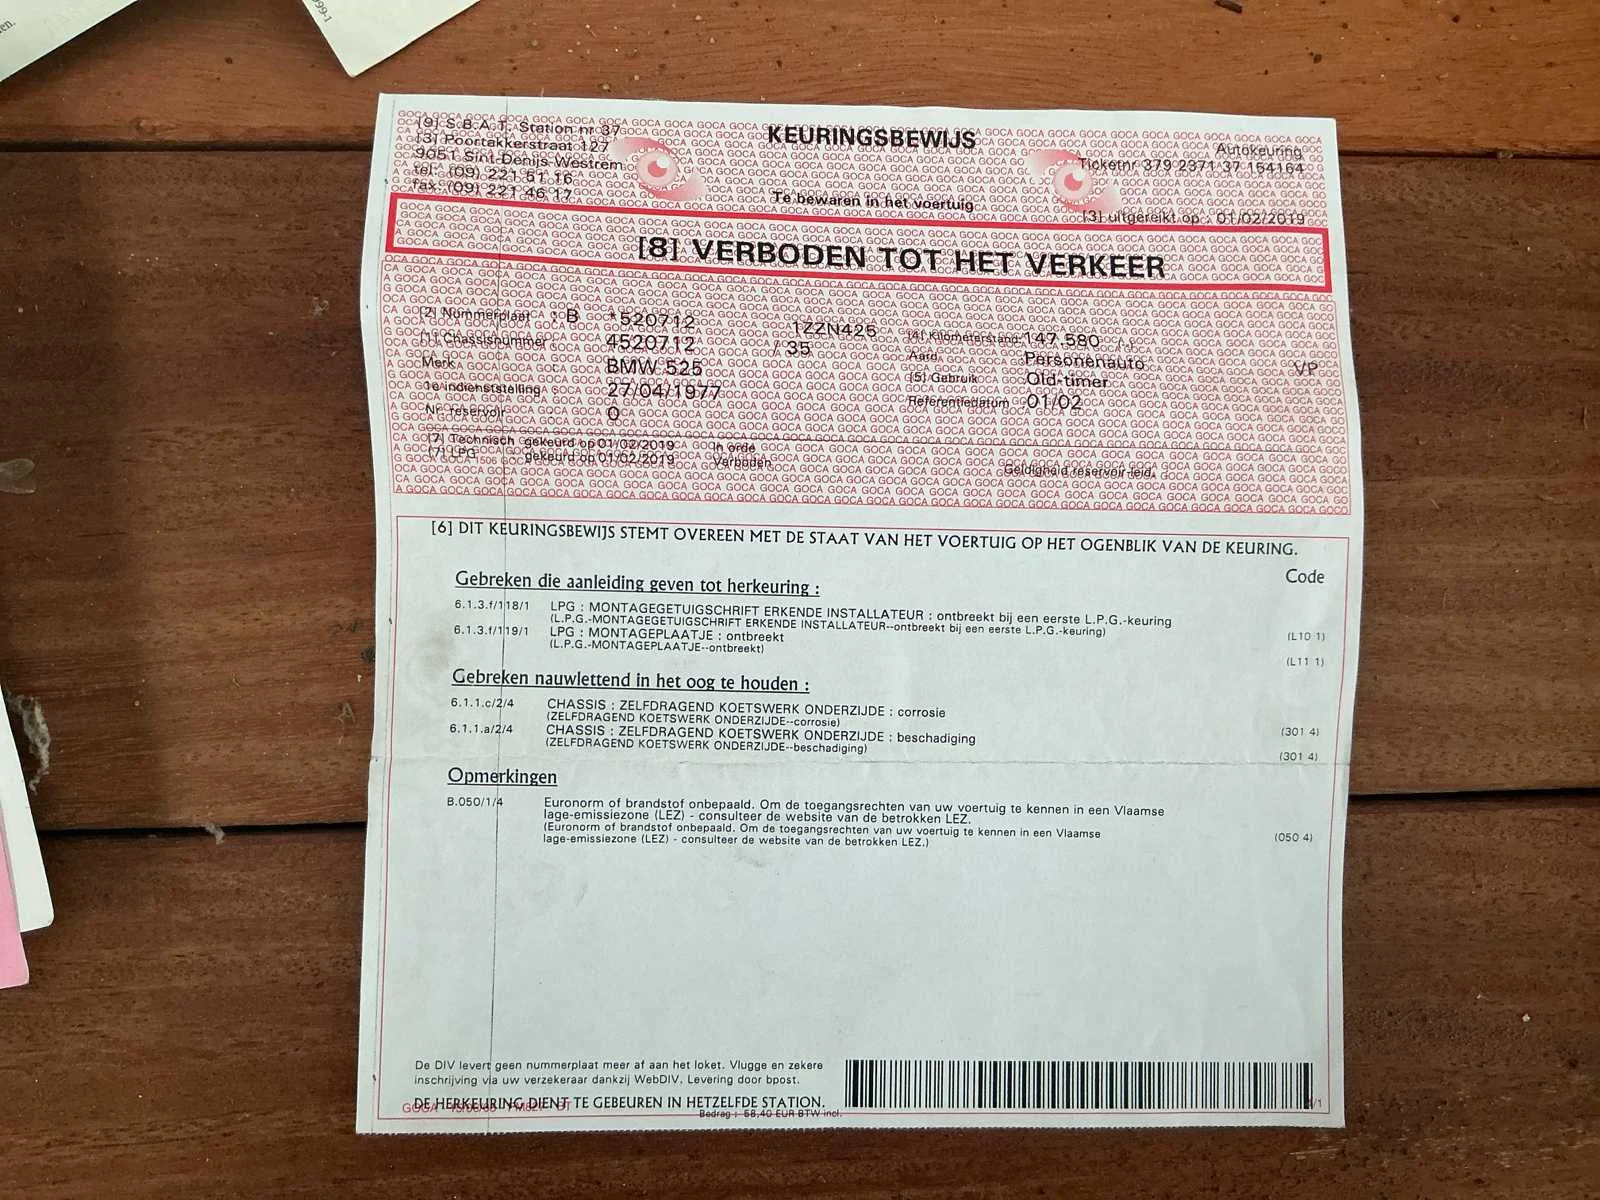 en.
999-1
[9] S.B.A.T. Station nr 37
[3] Poortakkerstraat 127
9051 Sint-Denijs-Westrem
tel: (09) 221 51 16
fax: (09) 221 46 17
KEURINGSBEWIJS
Te bewaren in het voertuig
Autokeuring
Ticketnr 379 2971 37 164164
[3] uitgereikt op : 01/02/2019
[8] VERBODEN TOT HET VERKEER
[2] Nummerplaat : B *520712 1ZZN425
[1] Chassisnummer : 4520712 / 35
Merk : BMW 525
1e indienststelling : 27/04/1977
Nr. reservoir : 0
[4] Kilometerstand: 147.580
Aard Personenauto VP
[5] Gebruik Old-timer
Referentiedatum 01/02
[7] Technisch gekeurd op 01/02/2019 In orde
[7] LPG gekeurd op 01/02/2019 Verboden
Geldigheid reservoir-leid.
[6] DIT KEURINGSBEWIJS STEMT OVEREEN MET DE STAAT VAN HET VOERTUIG OP HET OGENBLIK VAN DE KEURING.
Gebreken die aanleiding geven tot herkeuring :
Code
6.1.3.f/118/1 LPG : MONTAGEGETUIGSCHRIFT ERKENDE INSTALLATEUR : ontbreekt bij een eerste L.P.G.-keuring
(L.P.G.-MONTAGEGETUIGSCHRIFT ERKENDE INSTALLATEUR--ontbreekt bij een eerste L.P.G.-keuring) (L10 1)
6.1.3.f/119/1 LPG : MONTAGEPLAATJE : ontbreekt
(L.P.G.-MONTAGEPLAATJE--ontbreekt) (L11 1)
Gebreken nauwlettend in het oog te houden :
6.1.1.c/2/4 CHASSIS : ZELFDRAGEND KOETSWERK ONDERZIJDE : corrosie
(ZELFDRAGEND KOETSWERK ONDERZIJDE--corrosie) (301 4)
6.1.1.a/2/4 CHASSIS : ZELFDRAGEND KOETSWERK ONDERZIJDE : beschadiging
(ZELFDRAGEND KOETSWERK ONDERZIJDE--beschadiging) (301 4)
Opmerkingen
B.050/1/4 Euronorm of brandstof onbepaald. Om de toegangsrechten van uw voertuig te kennen in een Vlaamse
lage-emissiezone (LEZ) - consulteer de website van de betrokken LEZ.
(Euronorm of brandstof onbepaald. Om de toegangsrechten van uw voertuig te kennen in een Vlaamse
lage-emissiezone (LEZ) - consulteer de website van de betrokken LEZ.) (050 4)
De DIV levert geen nummerplaat meer af aan het loket. Vlugge en zekere
inschrijving via uw verzekeraar dankzij WebDIV. Levering door bpost.
DE HERKEURING DIENT TE GEBEUREN IN HETZELFDE STATION.
Bedrag : 58,40 EUR BTW incl.
1/1